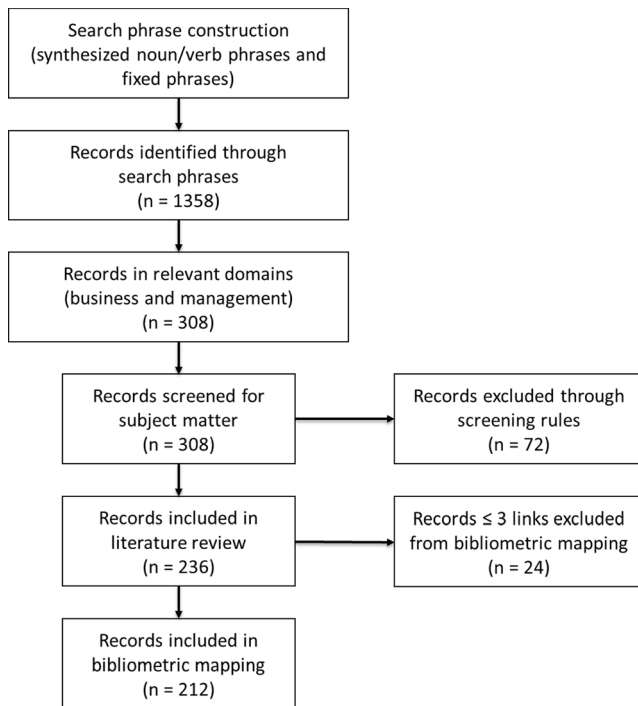 Search phrase construction
(synthesized noun/verb phrases and
fixed phrases)
Records identified through
search phrases
(n = 1358)
Records in relevant domains
(business and management)
(n = 308)
Records screened for
subject matter
(n = 308)
Records excluded through
screening rules
(n = 72)
Records included in
literature review
(n = 236)
Records ≤ 3 links excluded
from bibliometric mapping
(n = 24)
Records included in
bibliometric mapping
(n = 212)